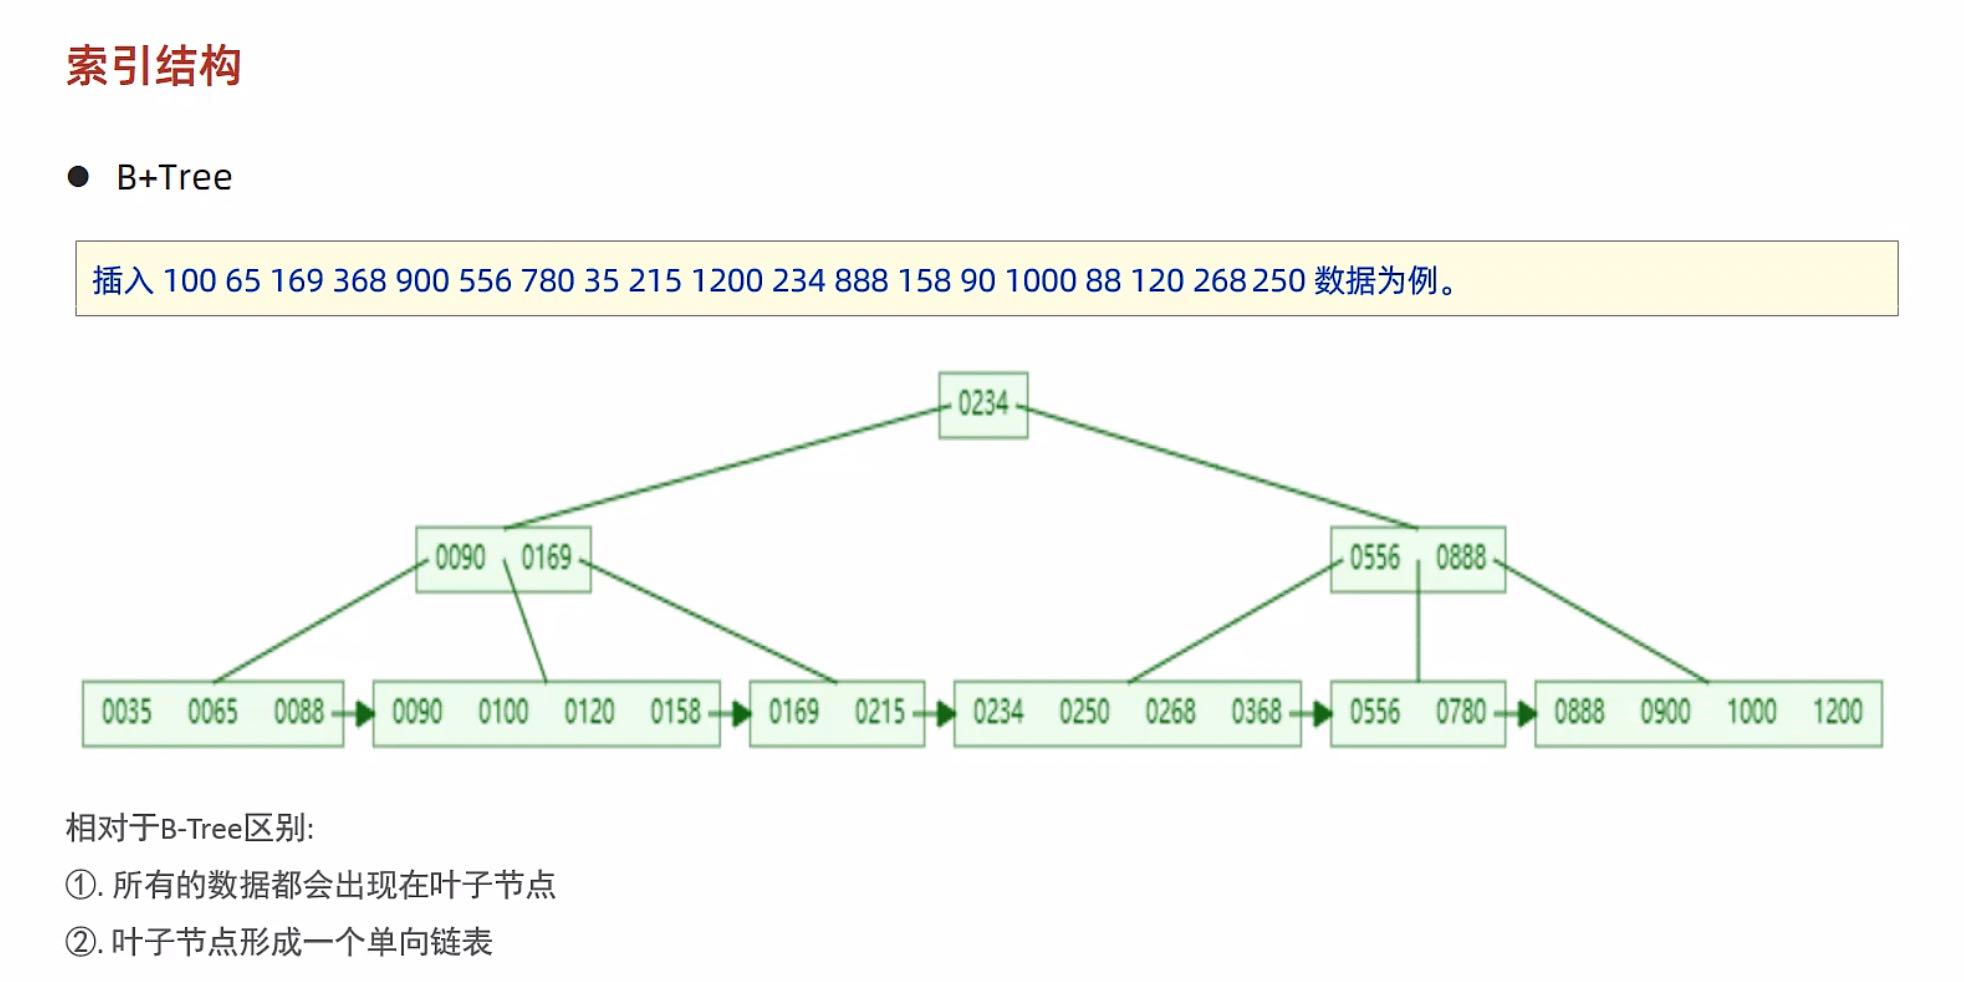 索引结构
● B+Tree
插入 100 65 169 368 900 556 780 35 215 1200 234 888 158 90 1000 88 120 268 250 数据为例。
0234
0090 0169 0556 0888
0035 0065 0088 0090 0100 0120 0158 0169 0215 0234 0250 0268 0368 0556 0780 0888 0900 1000 1200
相对于B-Tree区别:
①. 所有的数据都会出现在叶子节点
②. 叶子节点形成一个单向链表